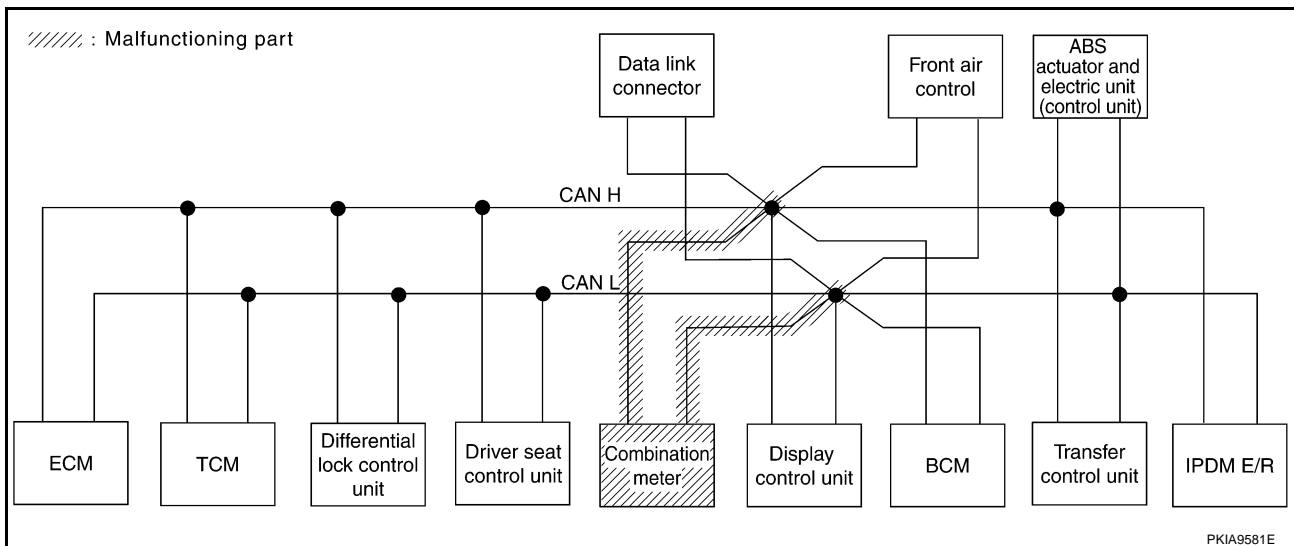 : Malfunctioning part
Data link
connector
Front air
control
ABS
actuator and
electric unit
(control unit)
CAN H
CAN L
ECM
TCM
Differential
lock control
unit
Driver seat
control unit
Combination
meter
Display
control unit
BCM
Transfer
control unit
IPDM E/R
PKIA9581E